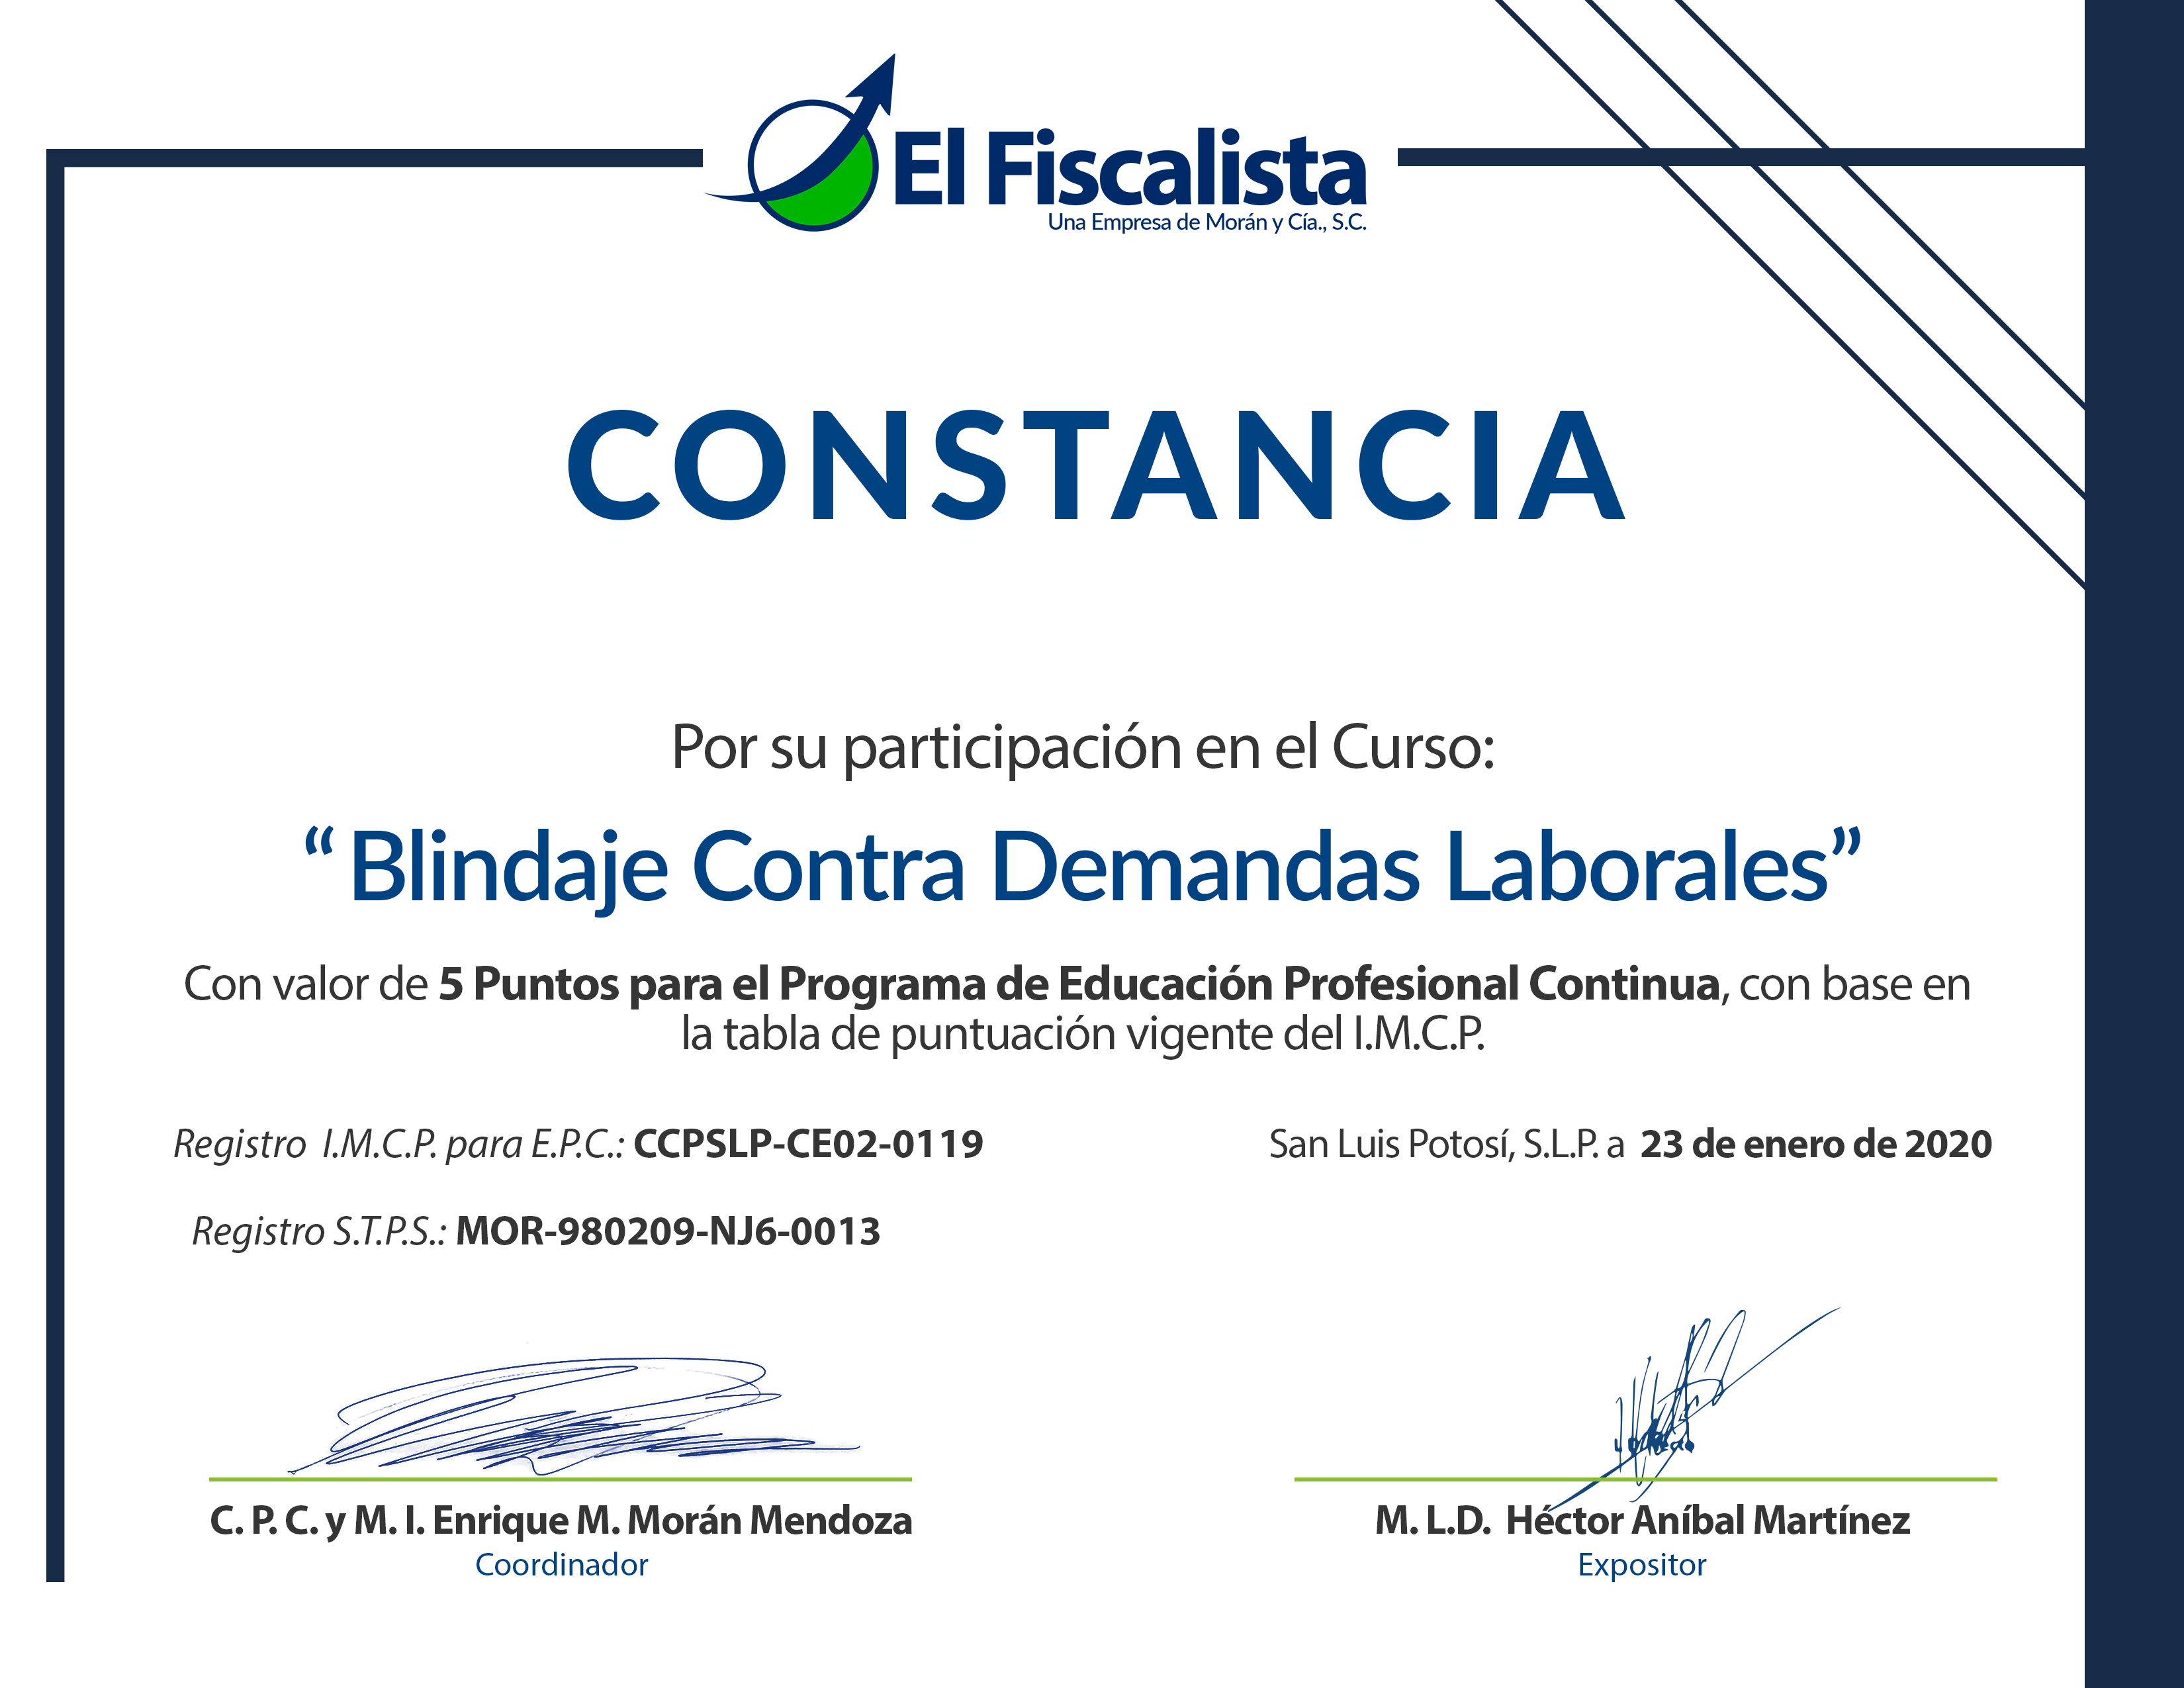 El Fiscalista
Una Empresa de Morán y Cía., S.C.
CONSTANCIA
Por su participación en el Curso:
“ Blindaje Contra Demandas Laborales”
Con valor de 5 Puntos para el Programa de Educación Profesional Continua, con base en
la tabla de puntuación vigente del I.M.C.P.
Registro I.M.C.P. para E.P.C.: CCPSLP-CE02-0119
San Luis Potosí, S.L.P. a 23 de enero de 2020
Registro S.T.P.S.: MOR-980209-NJ6-0013
C. P. C. y M. I. Enrique M. Morán Mendoza
Coordinador
M. L.D. Héctor Aníbal Martínez
Expositor